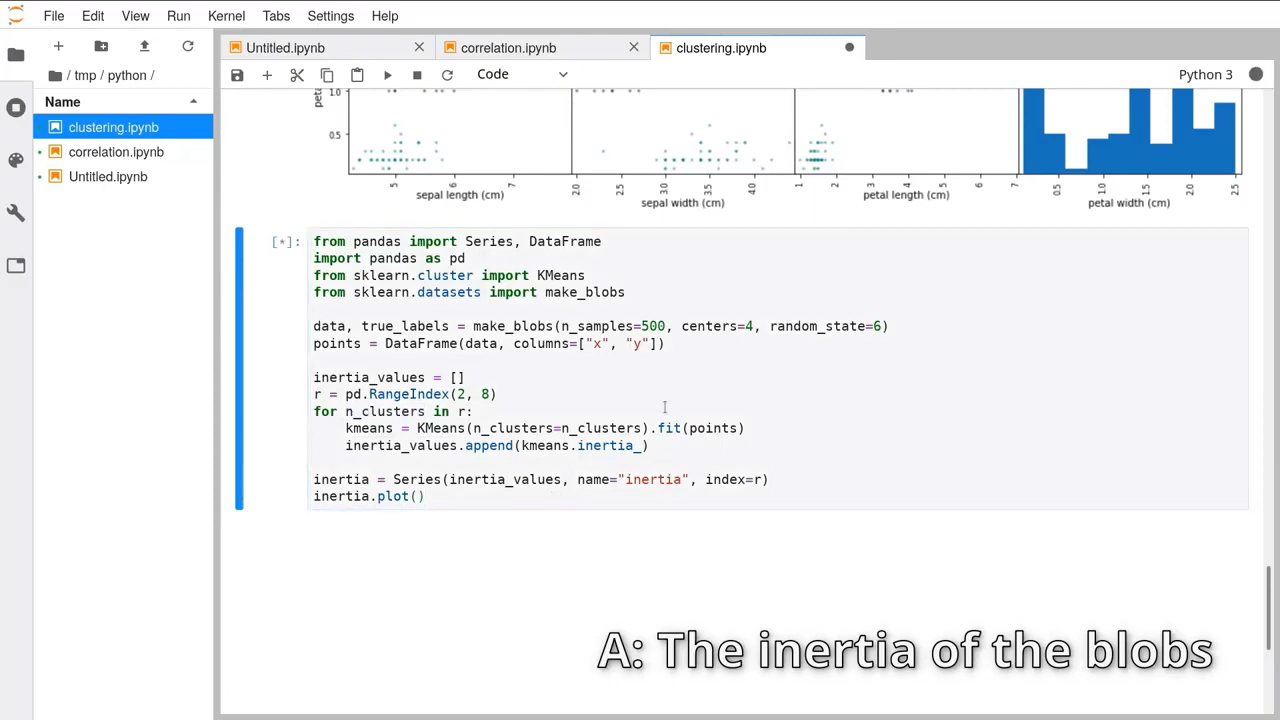 File Edit View Run Kernel Tabs Settings Help
Untitled.ipynb correlation.ipynb clustering.ipynb
Code Python 3
/ tmp / python /
Name
clustering.ipynb
correlation.ipynb
Untitled.ipynb
1.0
0.5
5 6 7 2.0 2.5 3.0 3.5 4.0 1 2 3 4 5 6 7 0.5 1.0 1.5 2.0 2.5
sepal length (cm) sepal width (cm) petal length (cm) petal width (cm)
[*]:
from pandas import Series, DataFrame
import pandas as pd
from sklearn.cluster import KMeans
from sklearn.datasets import make_blobs
data, true_labels = make_blobs(n_samples=500, centers=4, random_state=6)
points = DataFrame(data, columns=["x", "y"])
inertia_values = []
r = pd.RangeIndex(2, 8)
for n_clusters in r:
    kmeans = KMeans(n_clusters=n_clusters).fit(points)
    inertia_values.append(kmeans.inertia_)
inertia = Series(inertia_values, name="inertia", index=r)
inertia.plot()
A: The inertia of the blobs